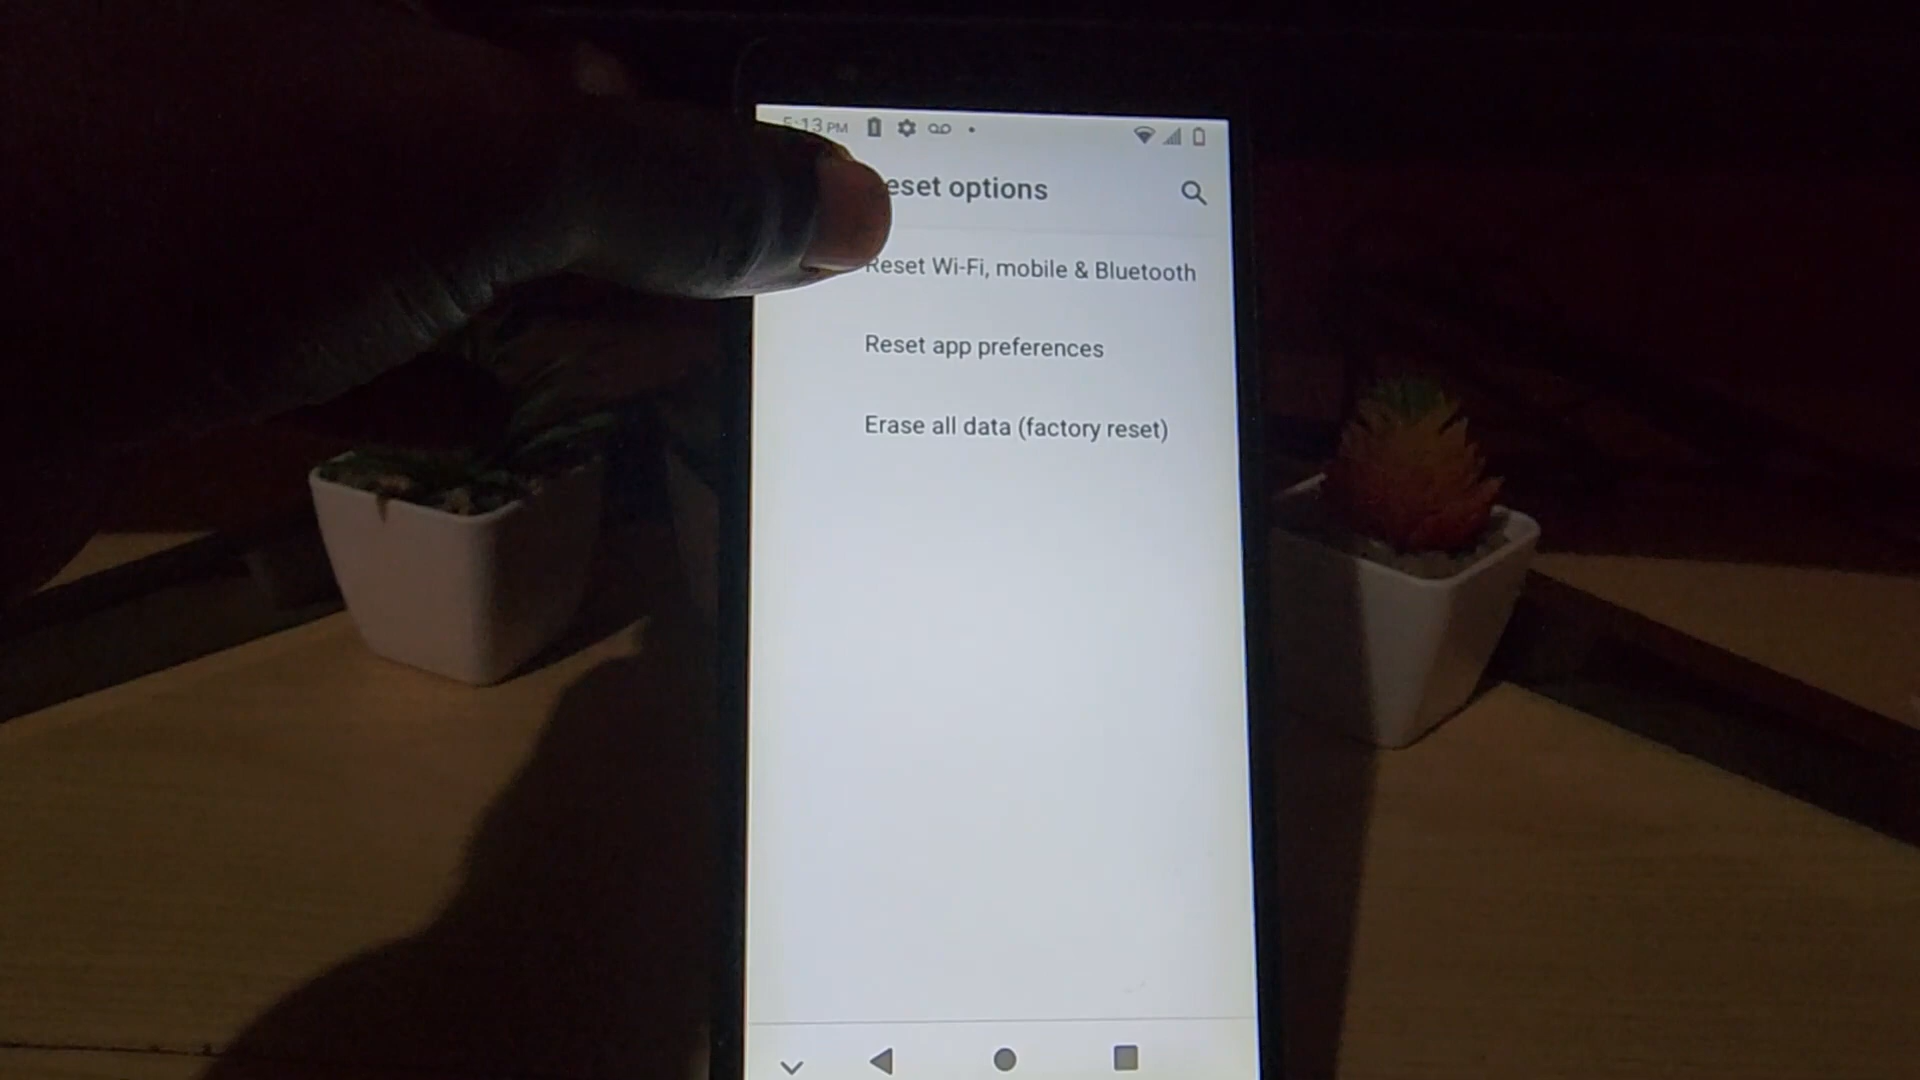 5:13 PM
eset options
Reset Wi-Fi, mobile & Bluetooth
Reset app preferences
Erase all data (factory reset)